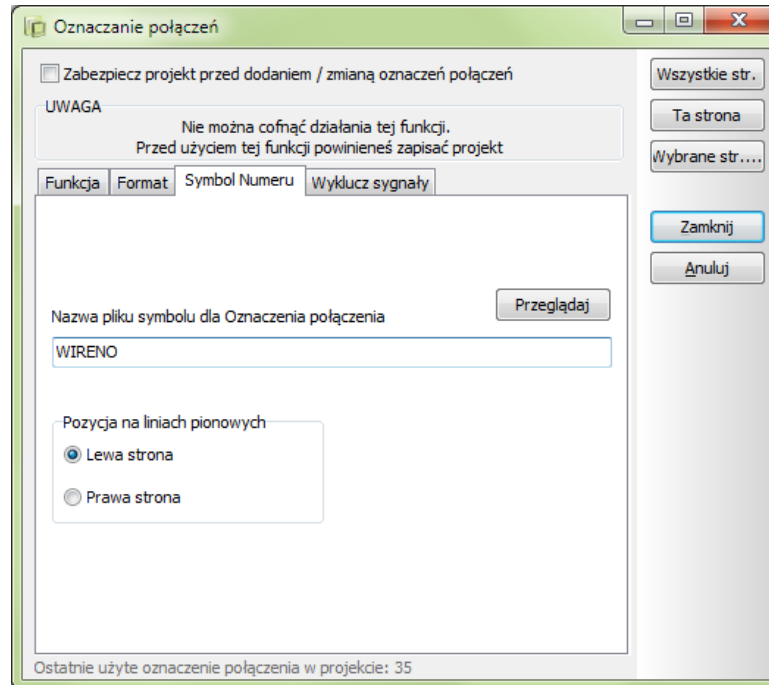 Oznaczanie połączeń
Zabezpiecz projekt przed dodaniem / zmianą oznaczeń połączeń
UWAGA
Nie można cofnąć działania tej funkcji.
Przed użyciem tej funkcji powinieneś zapisać projekt
Funkcja Format Symbol Numeru Wyklucz sygnały
Przeglądaj
Nazwa pliku symbolu dla Oznaczenia połączenia
WIRENO
Pozycja na liniach pionowych
Lewa strona
Prawa strona
Ostatnie użyte oznaczenie połączenia w projekcie: 35
Wszystkie str.
Ta strona
Wybrane str....
Zamknij
Anuluj